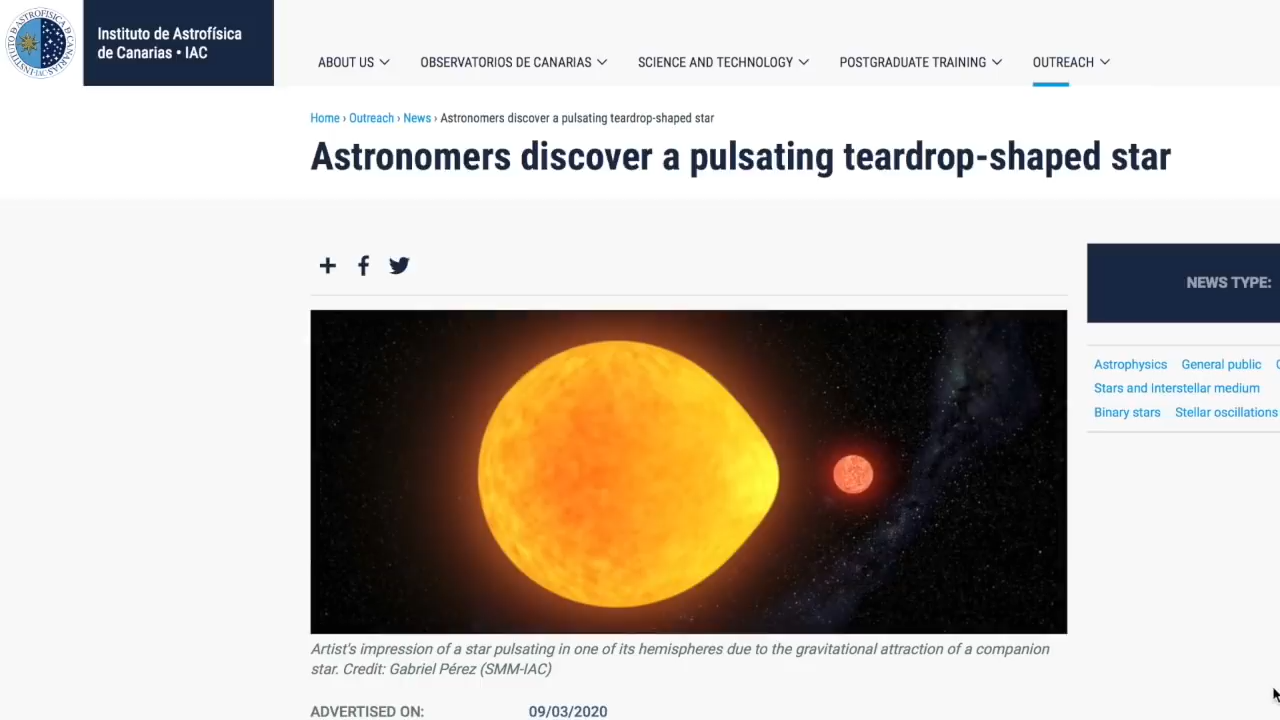 Instituto de Astrofísica
de Canarias • IAC
ABOUT US
OBSERVATORIOS DE CANARIAS
SCIENCE AND TECHNOLOGY
POSTGRADUATE TRAINING
OUTREACH
Home › Outreach › News › Astronomers discover a pulsating teardrop-shaped star
Astronomers discover a pulsating teardrop-shaped star
NEWS TYPE:
Astrophysics General public
Stars and Interstellar medium
Binary stars Stellar oscillations
Artist's impression of a star pulsating in one of its hemispheres due to the gravitational attraction of a companion
star. Credit: Gabriel Pérez (SMM-IAC)
ADVERTISED ON: 09/03/2020